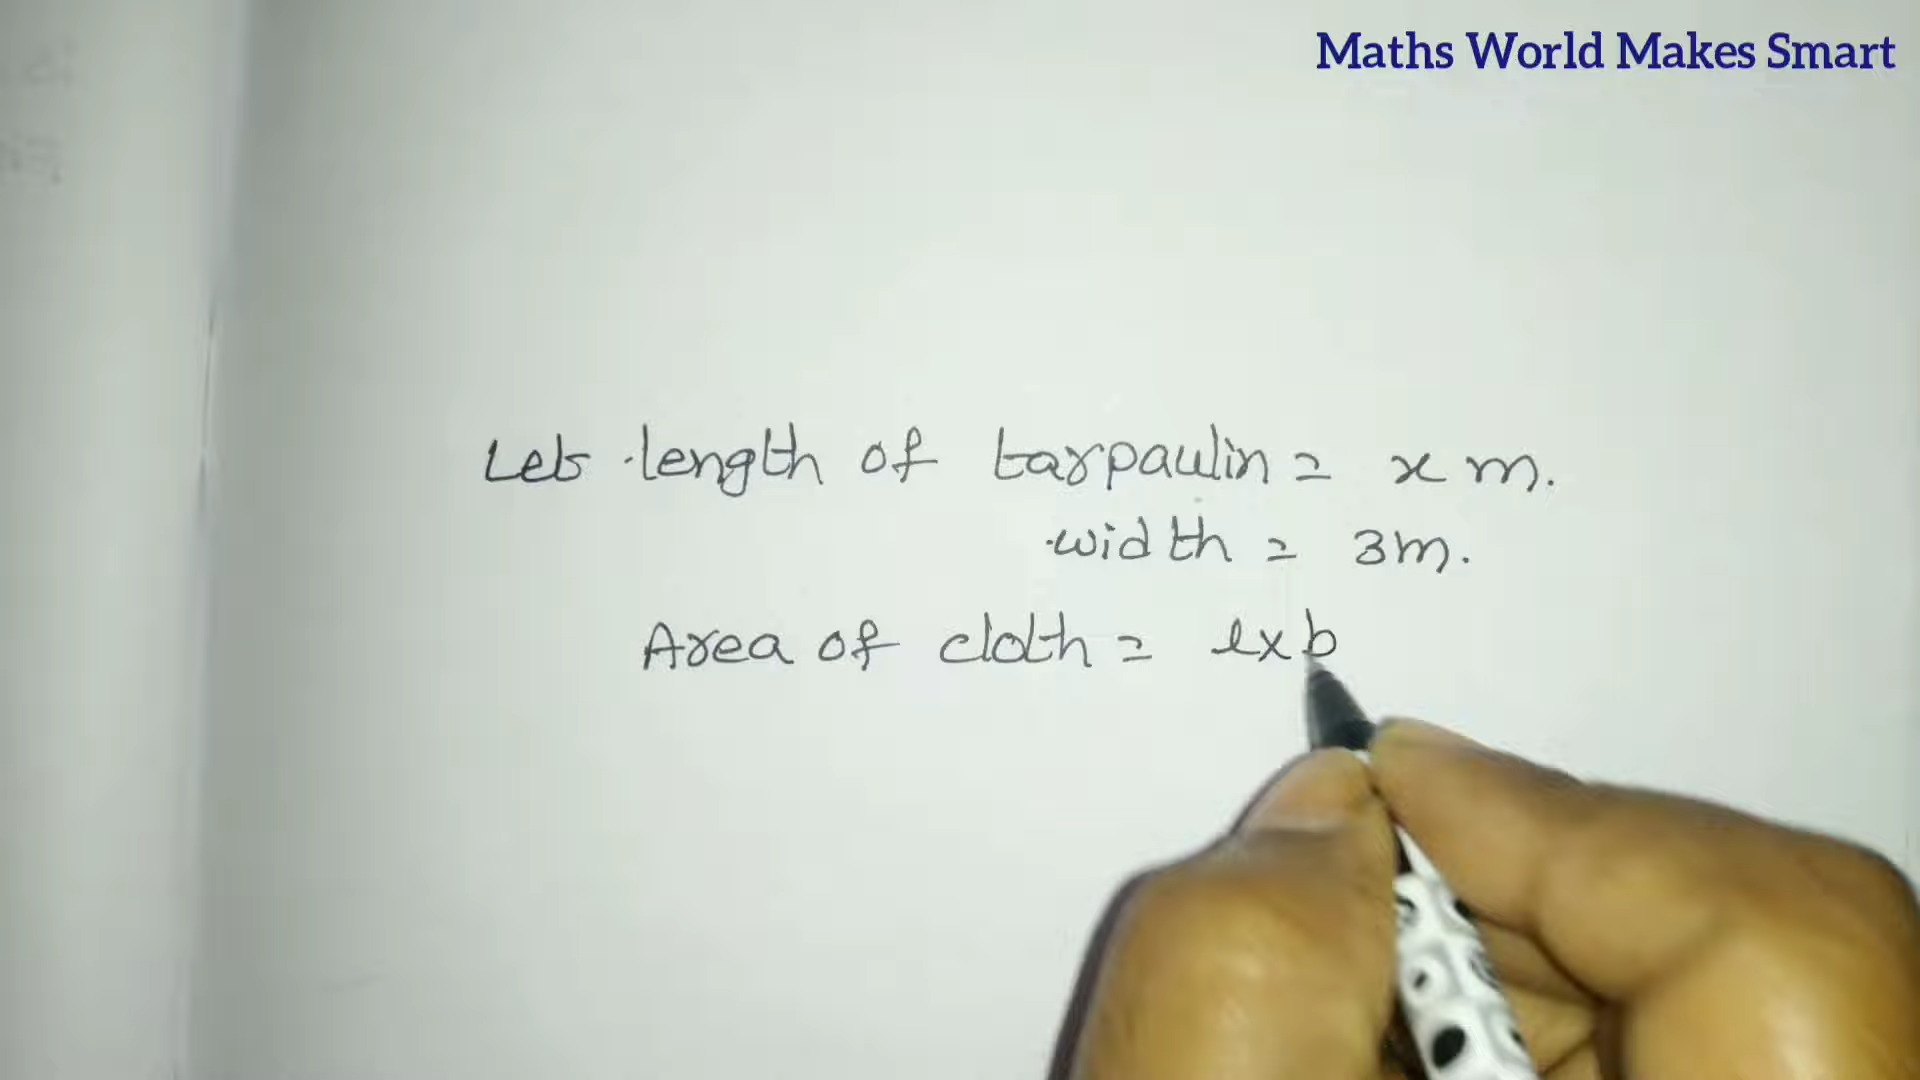 Maths World Makes Smart
Let length of tarpaulin = x m.
width = 3m.
Area of cloth = l×b